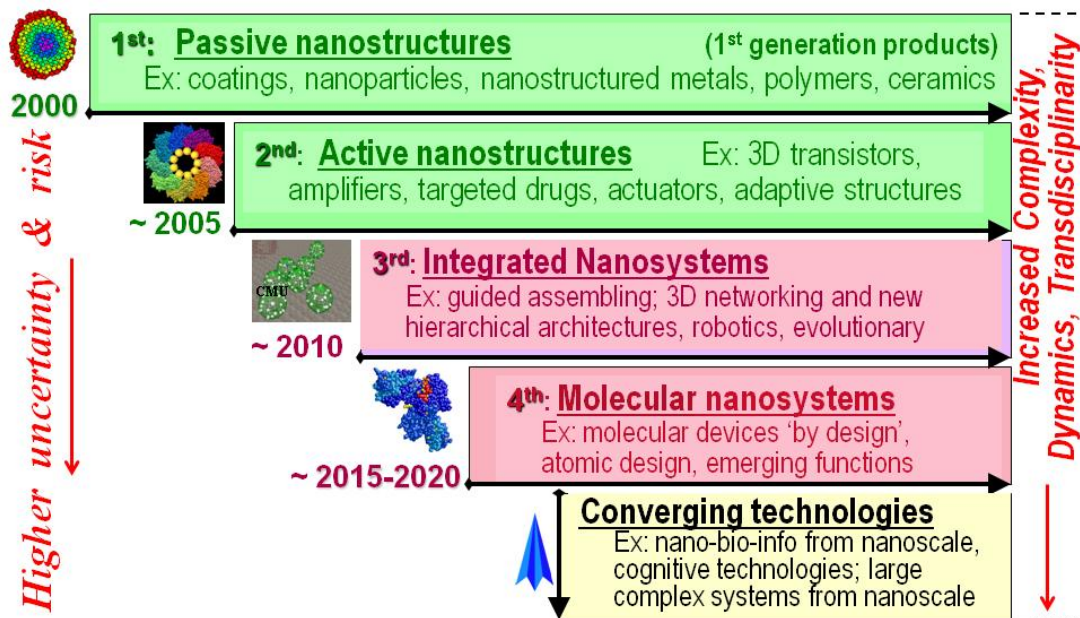 1st: Passive nanostructures (1st generation products)
Ex: coatings, nanoparticles, nanostructured metals, polymers, ceramics
2000
2nd: Active nanostructures Ex: 3D transistors,
amplifiers, targeted drugs, actuators, adaptive structures
~ 2005
3rd: Integrated Nanosystems
Ex: guided assembling; 3D networking and new
hierarchical architectures, robotics, evolutionary
CMU
~ 2010
4th: Molecular nanosystems
Ex: molecular devices ‘by design’,
atomic design, emerging functions
~ 2015-2020
Converging technologies
Ex: nano-bio-info from nanoscale,
cognitive technologies; large
complex systems from nanoscale
Higher uncertainty & risk
Increased Complexity,
Dynamics, Transdisciplinarity